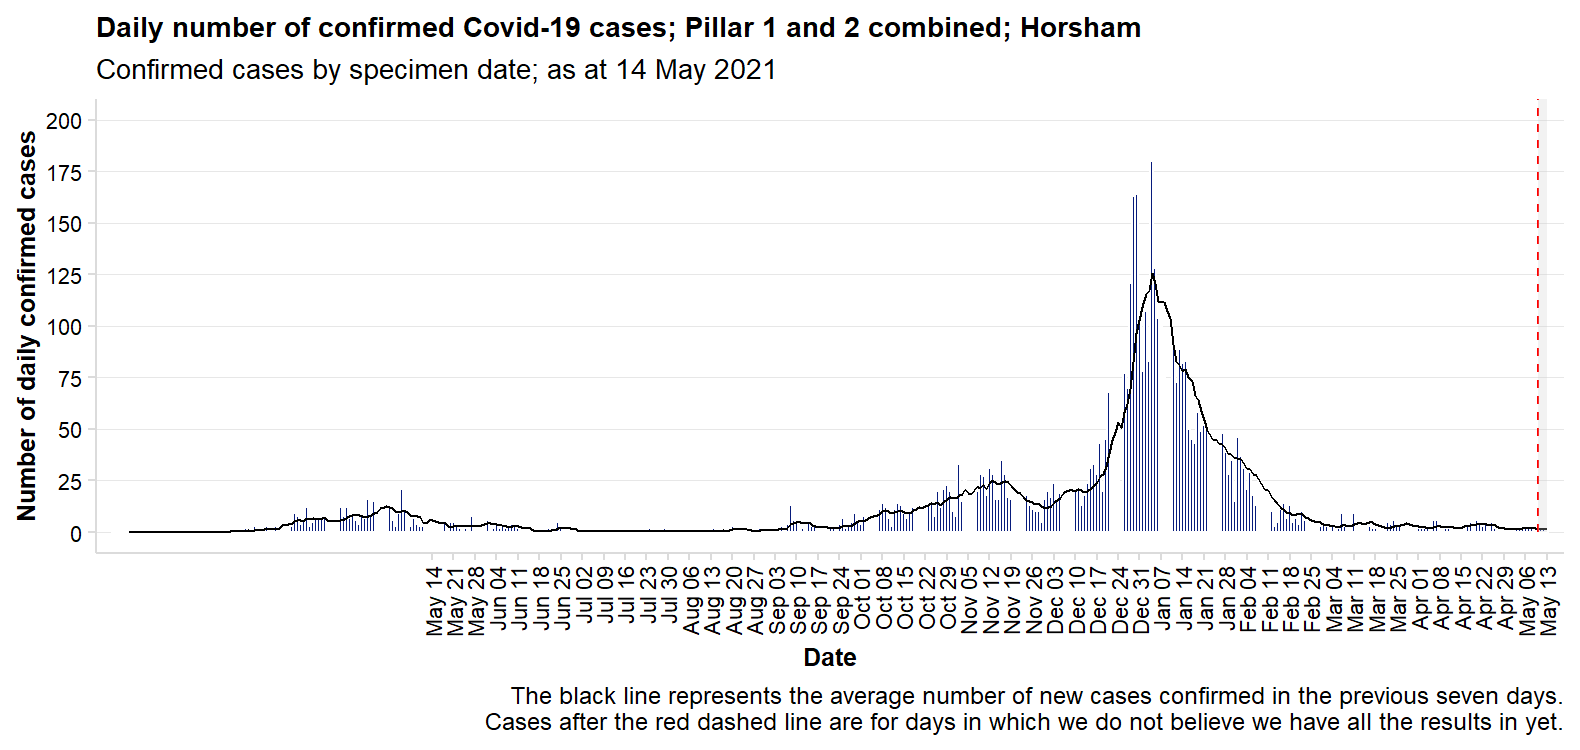 Daily number of confirmed Covid-19 cases; Pillar 1 and 2 combined; Horsham
Confirmed cases by specimen date; as at 14 May 2021
Number of daily confirmed cases
200
175
150
125
100
75
50
25
0
May 14
May 21
May 28
Jun 04
Jun 11
Jun 18
Jun 25
Jul 02
Jul 09
Jul 16
Jul 23
Jul 30
Aug 06
Aug 13
Aug 20
Aug 27
Sep 03
Sep 10
Sep 17
Sep 24
Oct 01
Oct 08
Oct 15
Oct 22
Oct 29
Nov 05
Nov 12
Nov 19
Nov 26
Dec 03
Dec 10
Dec 17
Dec 24
Dec 31
Jan 07
Jan 14
Jan 21
Jan 28
Feb 04
Feb 11
Feb 18
Feb 25
Mar 04
Mar 11
Mar 18
Mar 25
Apr 01
Apr 08
Apr 15
Apr 22
Apr 29
May 06
May 13
Date
The black line represents the average number of new cases confirmed in the previous seven days.
Cases after the red dashed line are for days in which we do not believe we have all the results in yet.